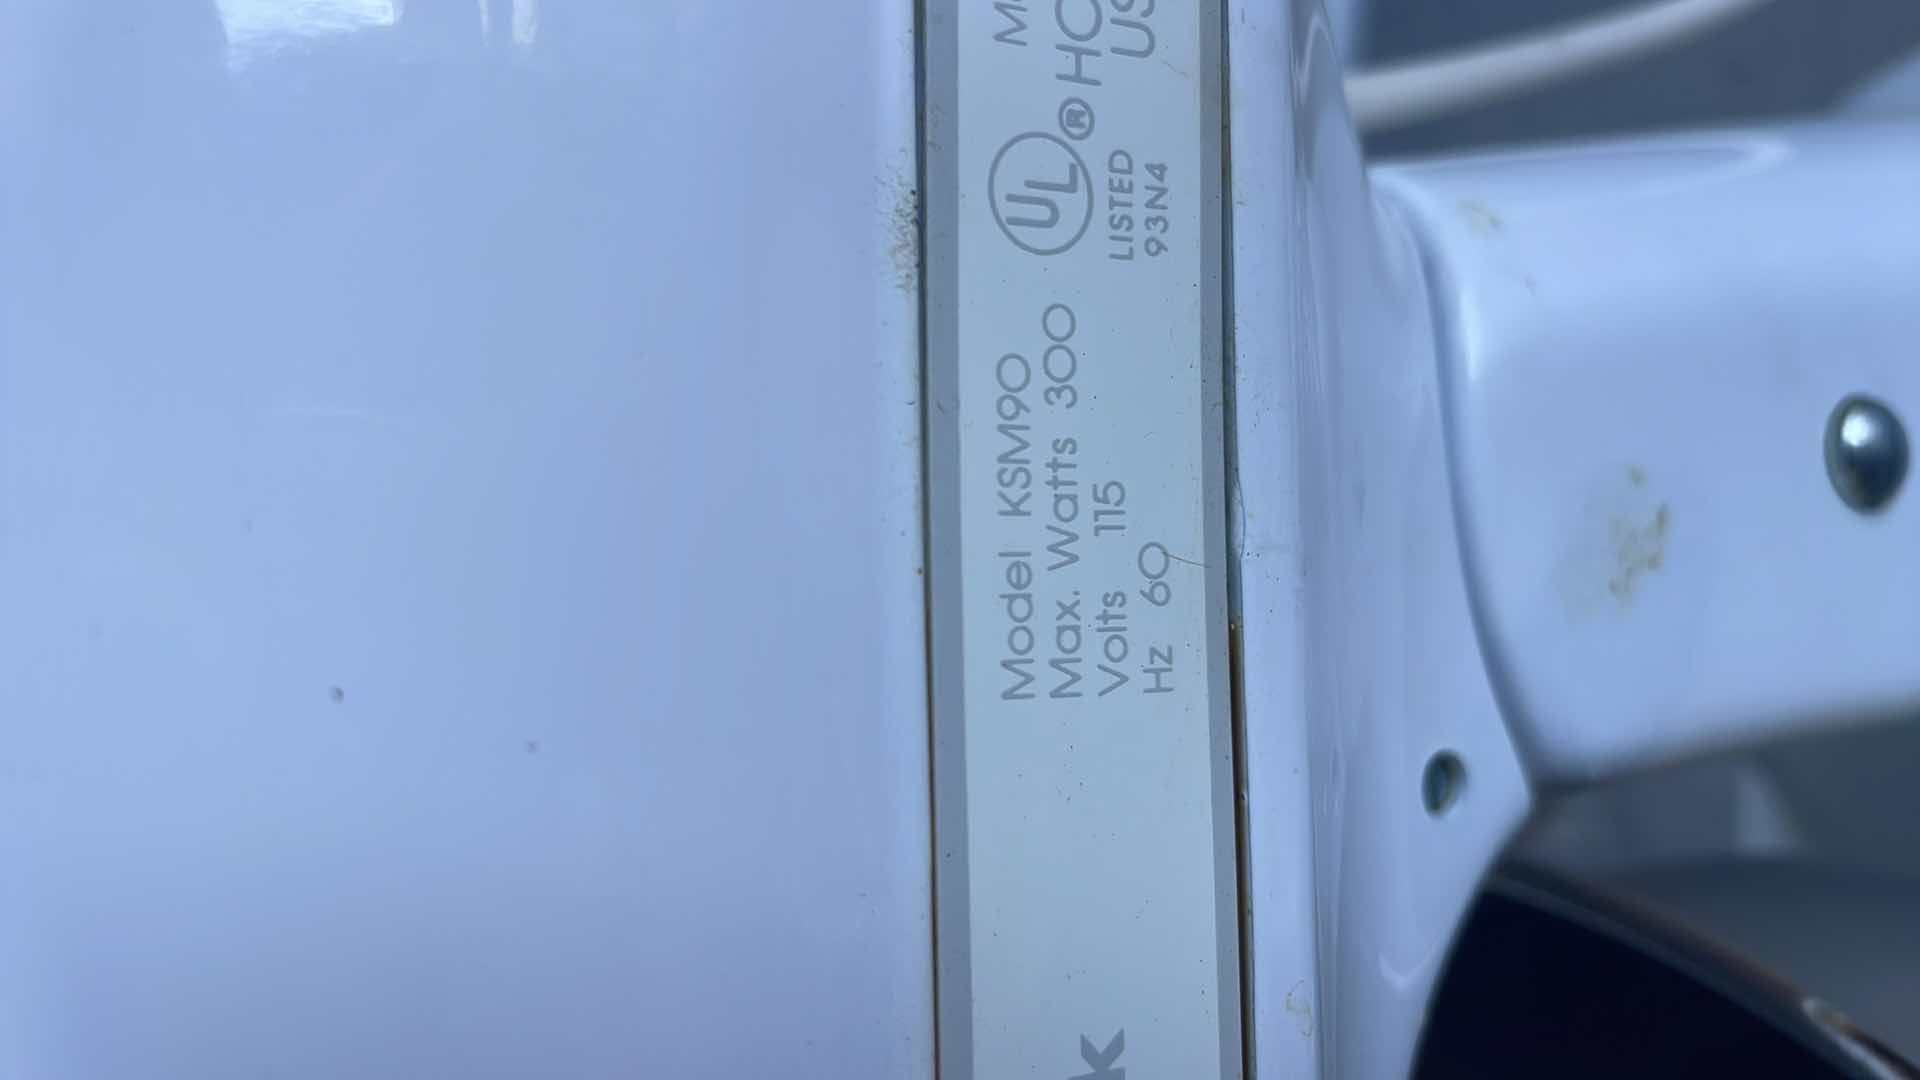 Model KSM90
Max. Watts 300
Volts 115
Hz 60
UL®
LISTED
93N4